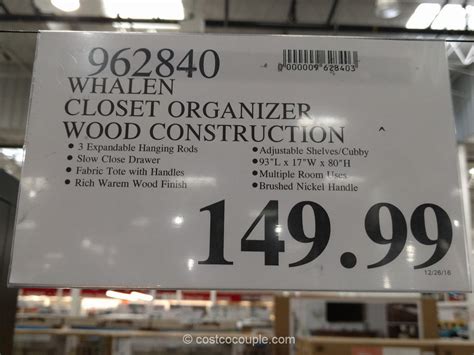 962840
0000009628403
WHALEN
CLOSET ORGANIZER
WOOD CONSTRUCTION
• 3 Expandable Hanging Rods
• Slow Close Drawer
• Fabric Tote with Handles
• Rich Warem Wood Finish
• Adjustable Shelves/Cubby
• 93"L x 17"W x 80"H
• Multiple Room Uses
• Brushed Nickel Handle
149.99
12/26/16
© costcocouple.com